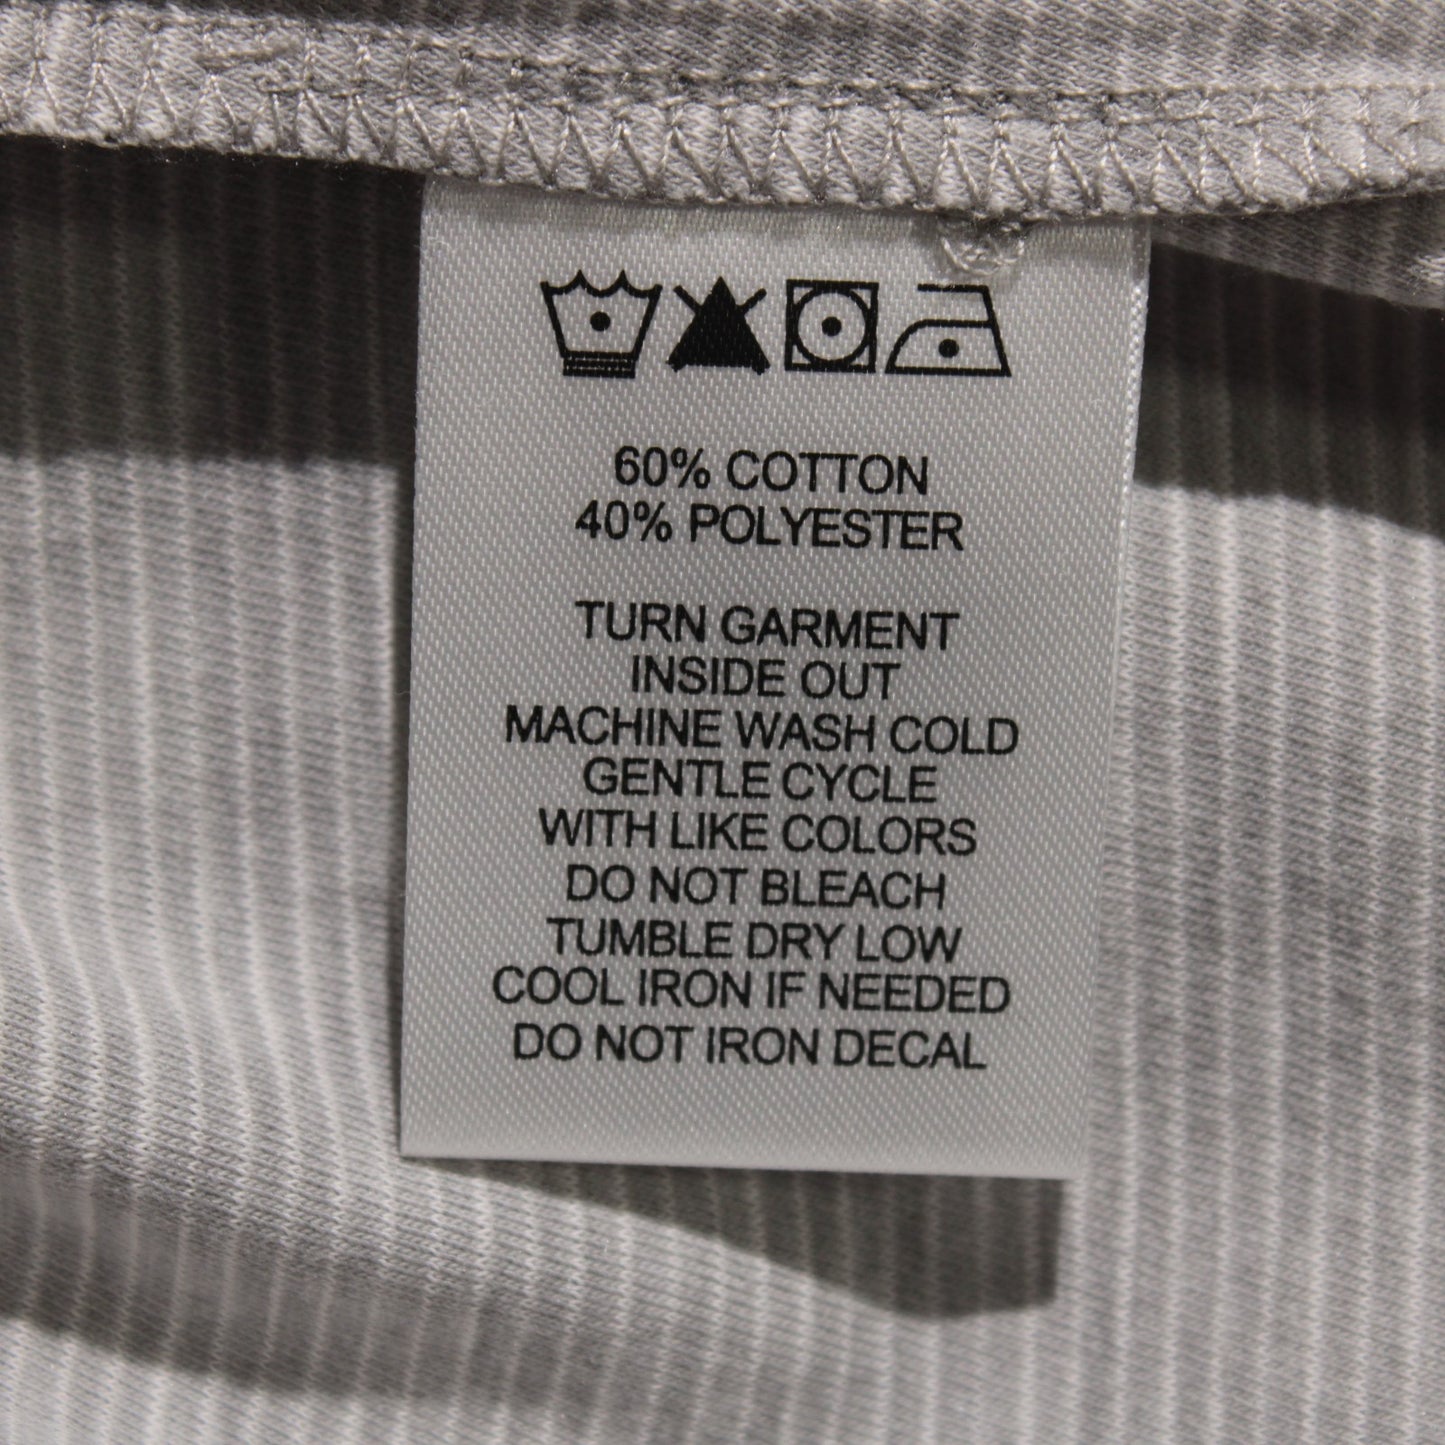 60% COTTON
40% POLYESTER
TURN GARMENT
INSIDE OUT
MACHINE WASH COLD
GENTLE CYCLE
WITH LIKE COLORS
DO NOT BLEACH
TUMBLE DRY LOW
COOL IRON IF NEEDED
DO NOT IRON DECAL